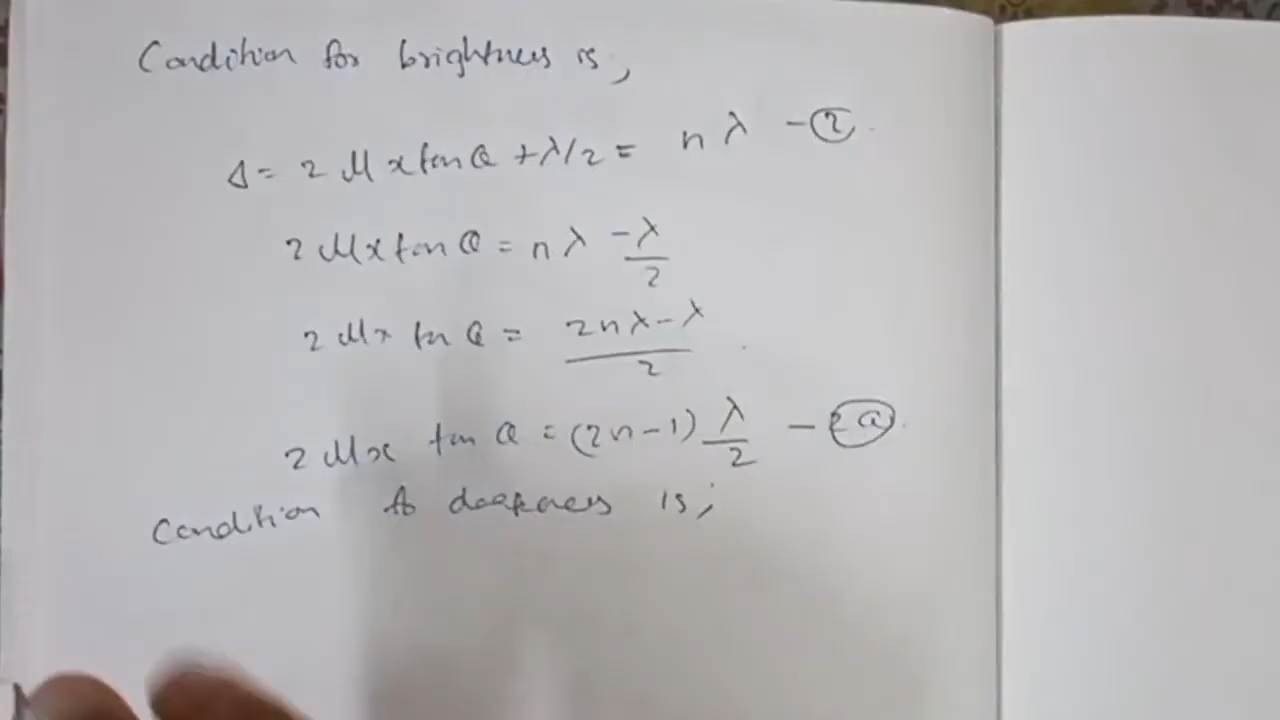 Condition for brightness is,
Δ = 2 μ x tan θ + λ/2 = n λ - ②
2 μ x tan θ = n λ - λ/2
2 μ x tan θ = 2nλ - λ/2
2 μ x tan θ = (2n-1) λ/2 - 2a
Condition for darkness is;